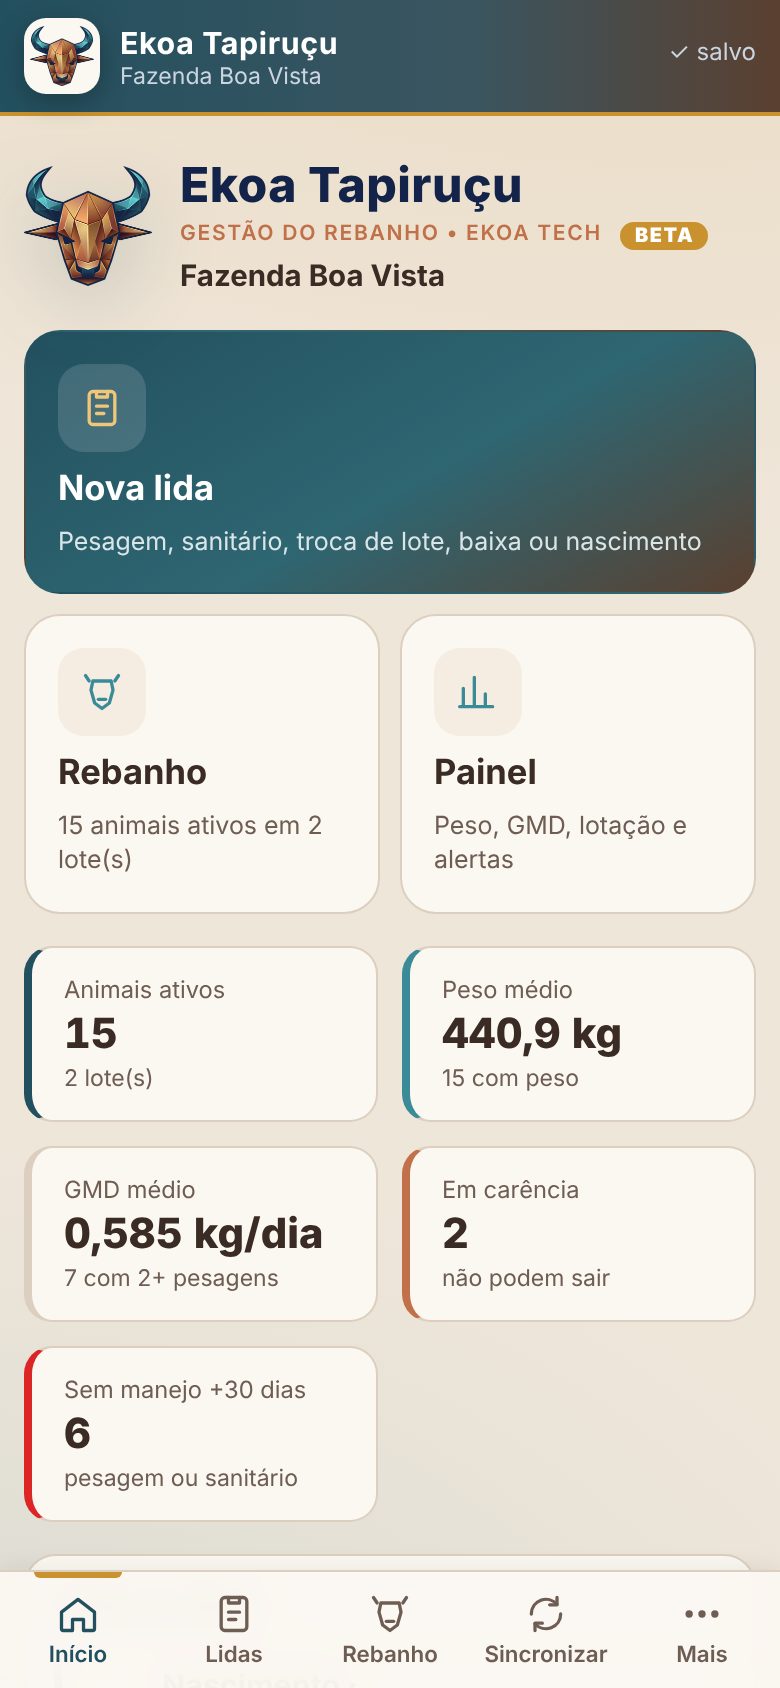 Ekoa Tapiruçu
Fazenda Boa Vista
✓ salvo
Ekoa Tapiruçu
GESTÃO DO REBANHO • EKOA TECH
BETA
Fazenda Boa Vista
Nova lida
Pesagem, sanitário, troca de lote, baixa ou nascimento
Rebanho
15 animais ativos em 2
lote(s)
Painel
Peso, GMD, lotação e
alertas
Animais ativos
15
2 lote(s)
Peso médio
440,9 kg
15 com peso
GMD médio
0,585 kg/dia
7 com 2+ pesagens
Em carência
2
não podem sair
Sem manejo +30 dias
6
pesagem ou sanitário
Início
Lidas
Rebanho
Sincronizar
Mais
Nascimento